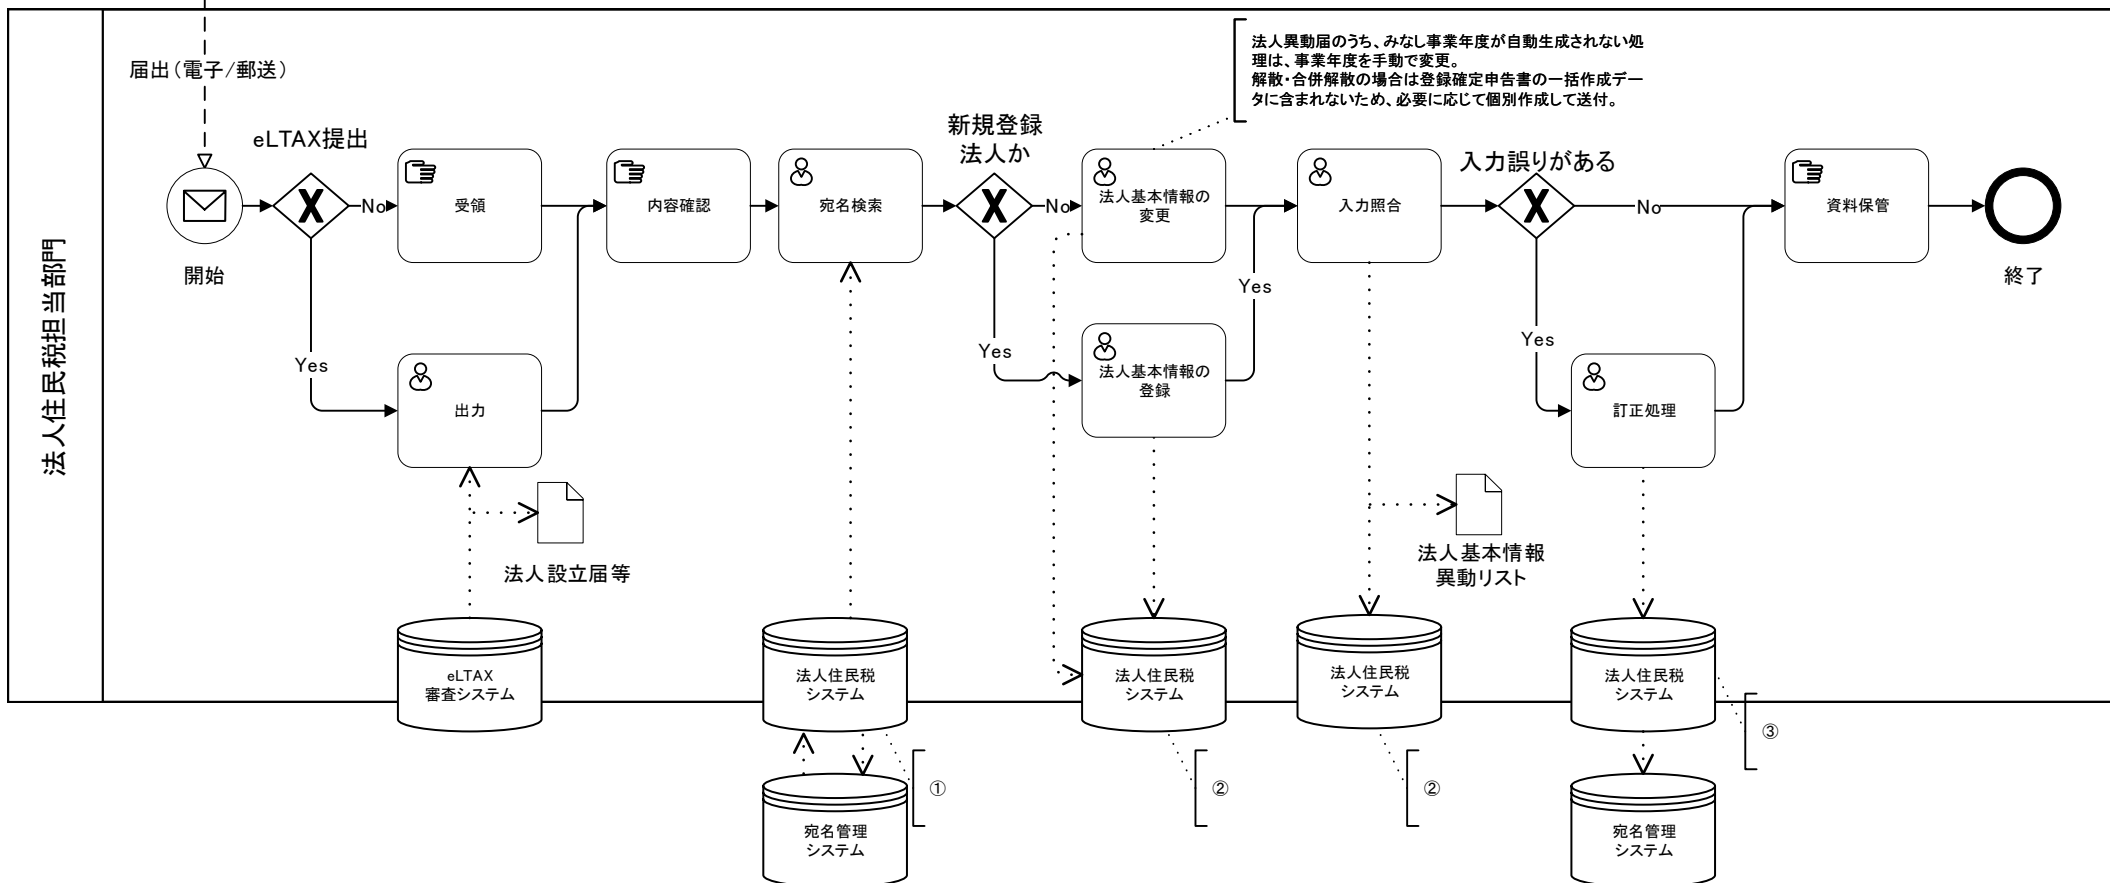 法人住民税担当部門
届出(電子/郵送)
開始
eLTAX提出
No
Yes
受領
出力
法人設立届等
eLTAX
審査システム
内容確認
宛名検索
法人住民税
システム
①
宛名管理
システム
新規登録
法人か
No
Yes
法人異動届のうち、みなし事業年度が自動生成されない処
理は、事業年度を手動で変更。
解散・合併解散の場合は登録確定申告書の一括作成デー
タに含まれないため、必要に応じて個別作成して送付。
法人基本情報の
変更
法人基本情報の
登録
Yes
法人住民税
システム
②
入力照合
法人基本情報
異動リスト
法人住民税
システム
②
入力誤りがある
No
Yes
訂正処理
法人住民税
システム
③
宛名管理
システム
資料保管
終了